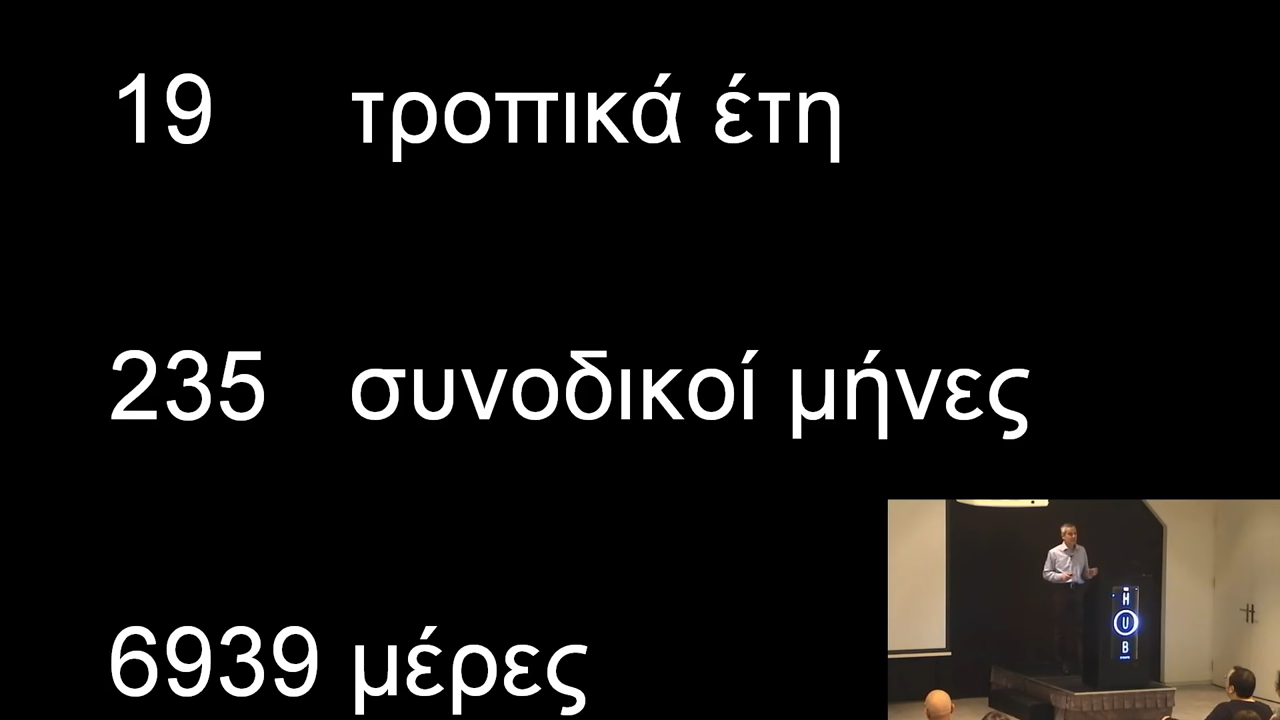 19 τροπικά έτη
235 συνοδικοί μήνες
6939 μέρες
H
U
B